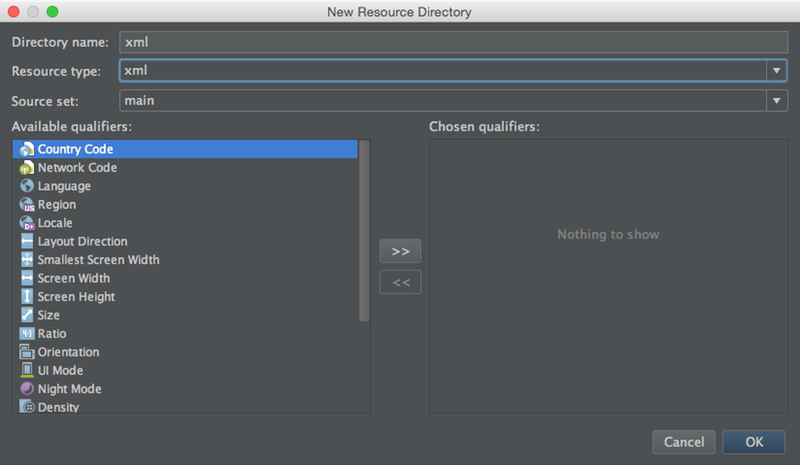 New Resource Directory
Directory name: xml
Resource type: xml
Source set: main
Available qualifiers:
Chosen qualifiers:
Country Code
Network Code
Language
Region
Locale
Layout Direction
Smallest Screen Width
Screen Width
Screen Height
Size
Ratio
Orientation
UI Mode
Night Mode
Density
>>
<<
Nothing to show
Cancel
OK